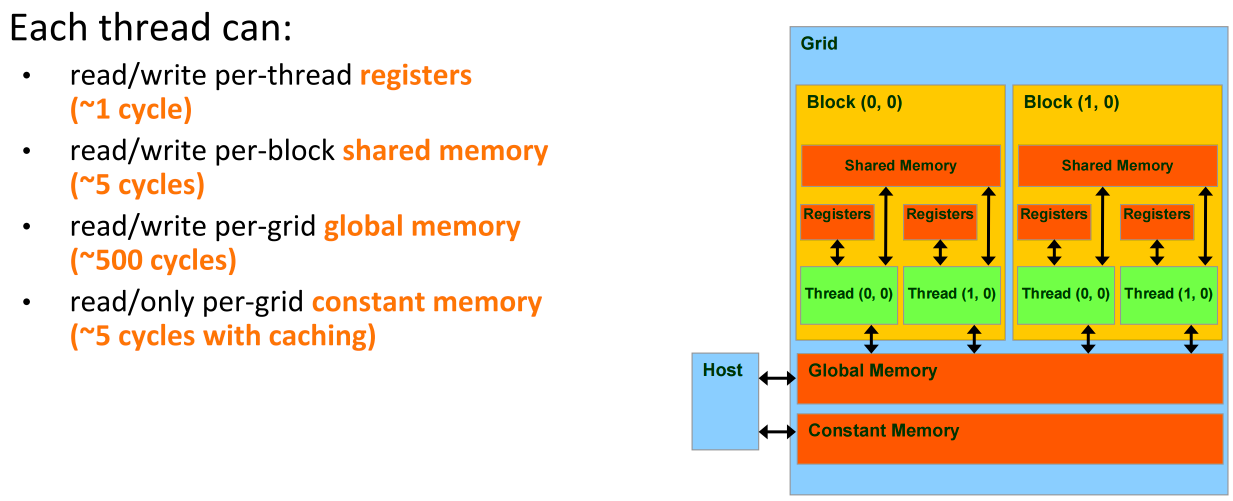 Each thread can:
• read/write per-thread registers
(~1 cycle)
• read/write per-block shared memory
(~5 cycles)
• read/write per-grid global memory
(~500 cycles)
• read/only per-grid constant memory
(~5 cycles with caching)
Grid
Block (0, 0)
Block (1, 0)
Shared Memory
Shared Memory
Registers
Registers
Registers
Registers
Thread (0, 0)
Thread (1, 0)
Thread (0, 0)
Thread (1, 0)
Host
Global Memory
Constant Memory